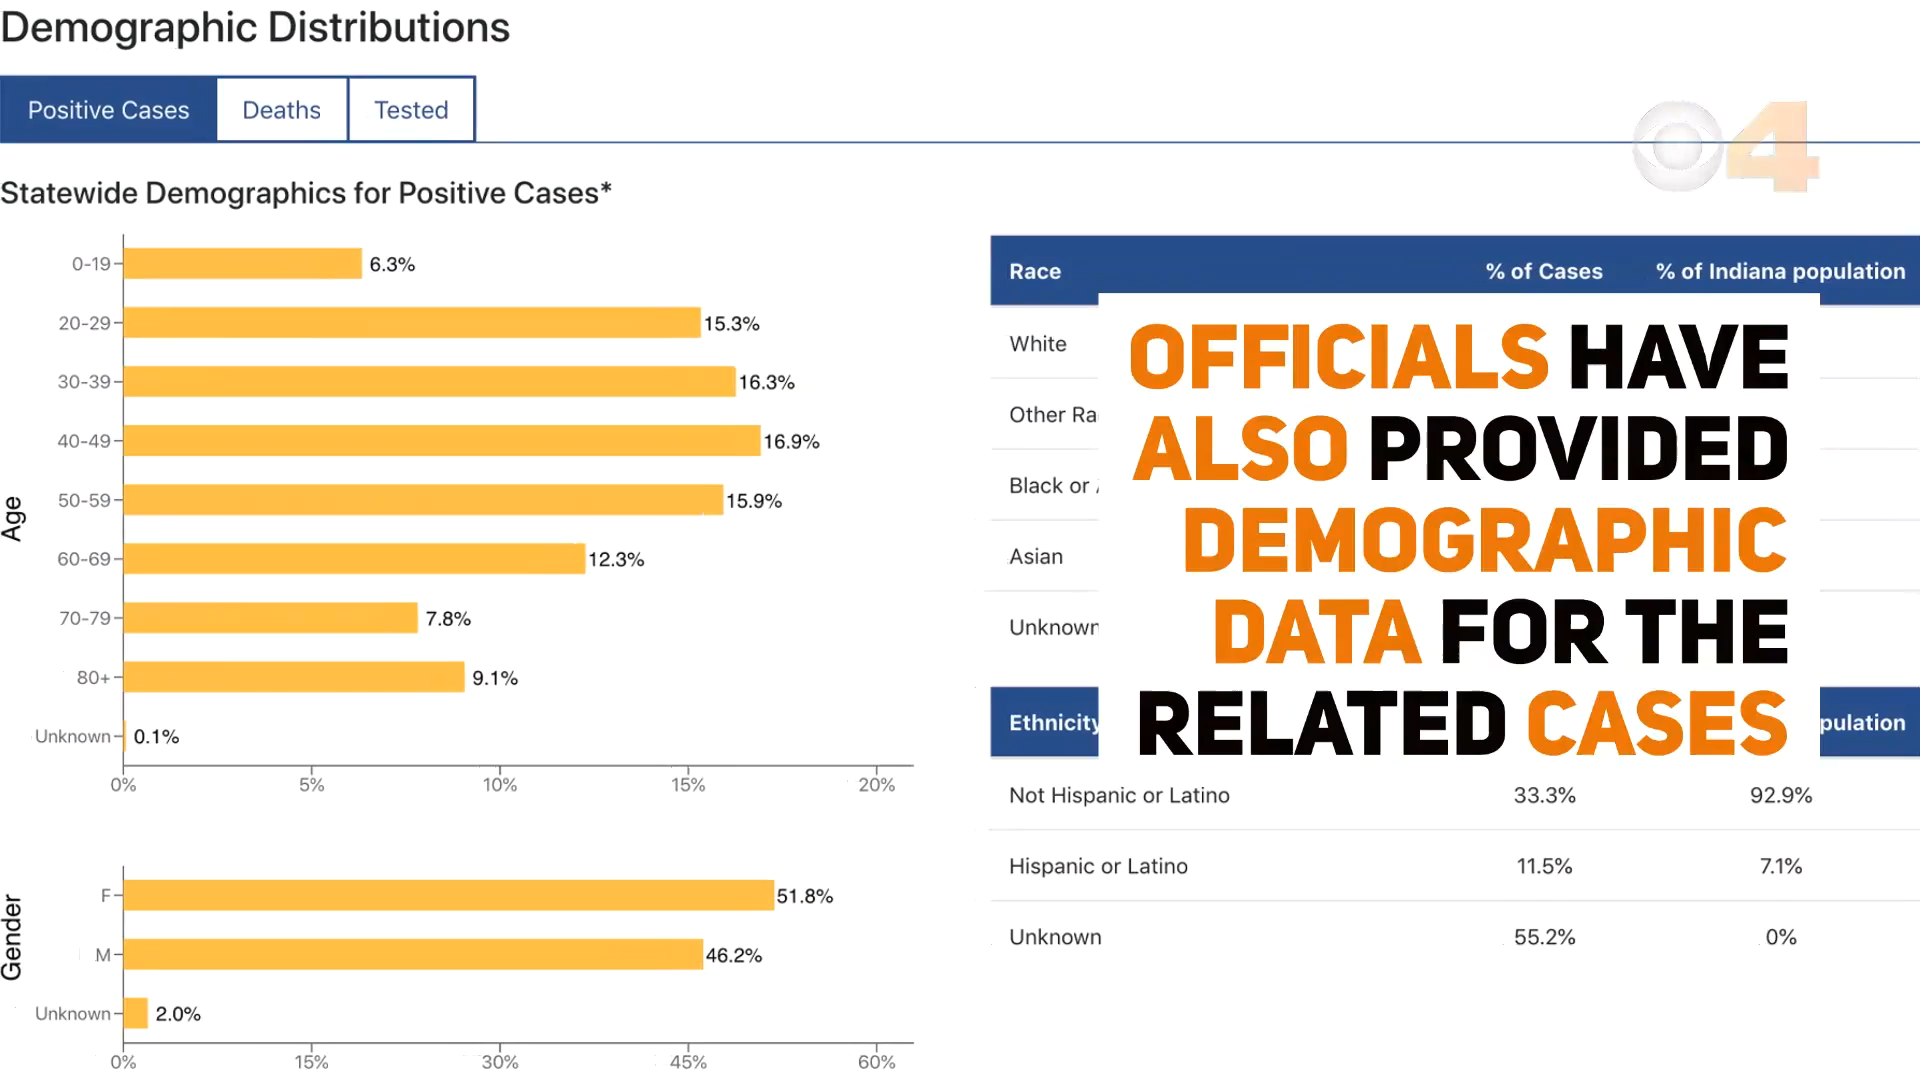 Demographic Distributions
Positive Cases Deaths Tested
4
Statewide Demographics for Positive Cases*
Age
0-19 6.3%
20-29 15.3%
30-39 16.3%
40-49 16.9%
50-59 15.9%
60-69 12.3%
70-79 7.8%
80+ 9.1%
Unknown 0.1%
0% 5% 10% 15% 20%
Gender
F 51.8%
M 46.2%
Unknown 2.0%
0% 15% 30% 45% 60%
Race % of Cases % of Indiana population
White
Other
Black or
Asian
Unknown
OFFICIALS HAVE
ALSO PROVIDED
DEMOGRAPHIC
DATA FOR THE
RELATED CASES
Ethnicity
Not Hispanic or Latino 33.3% 92.9%
Hispanic or Latino 11.5% 7.1%
Unknown 55.2% 0%